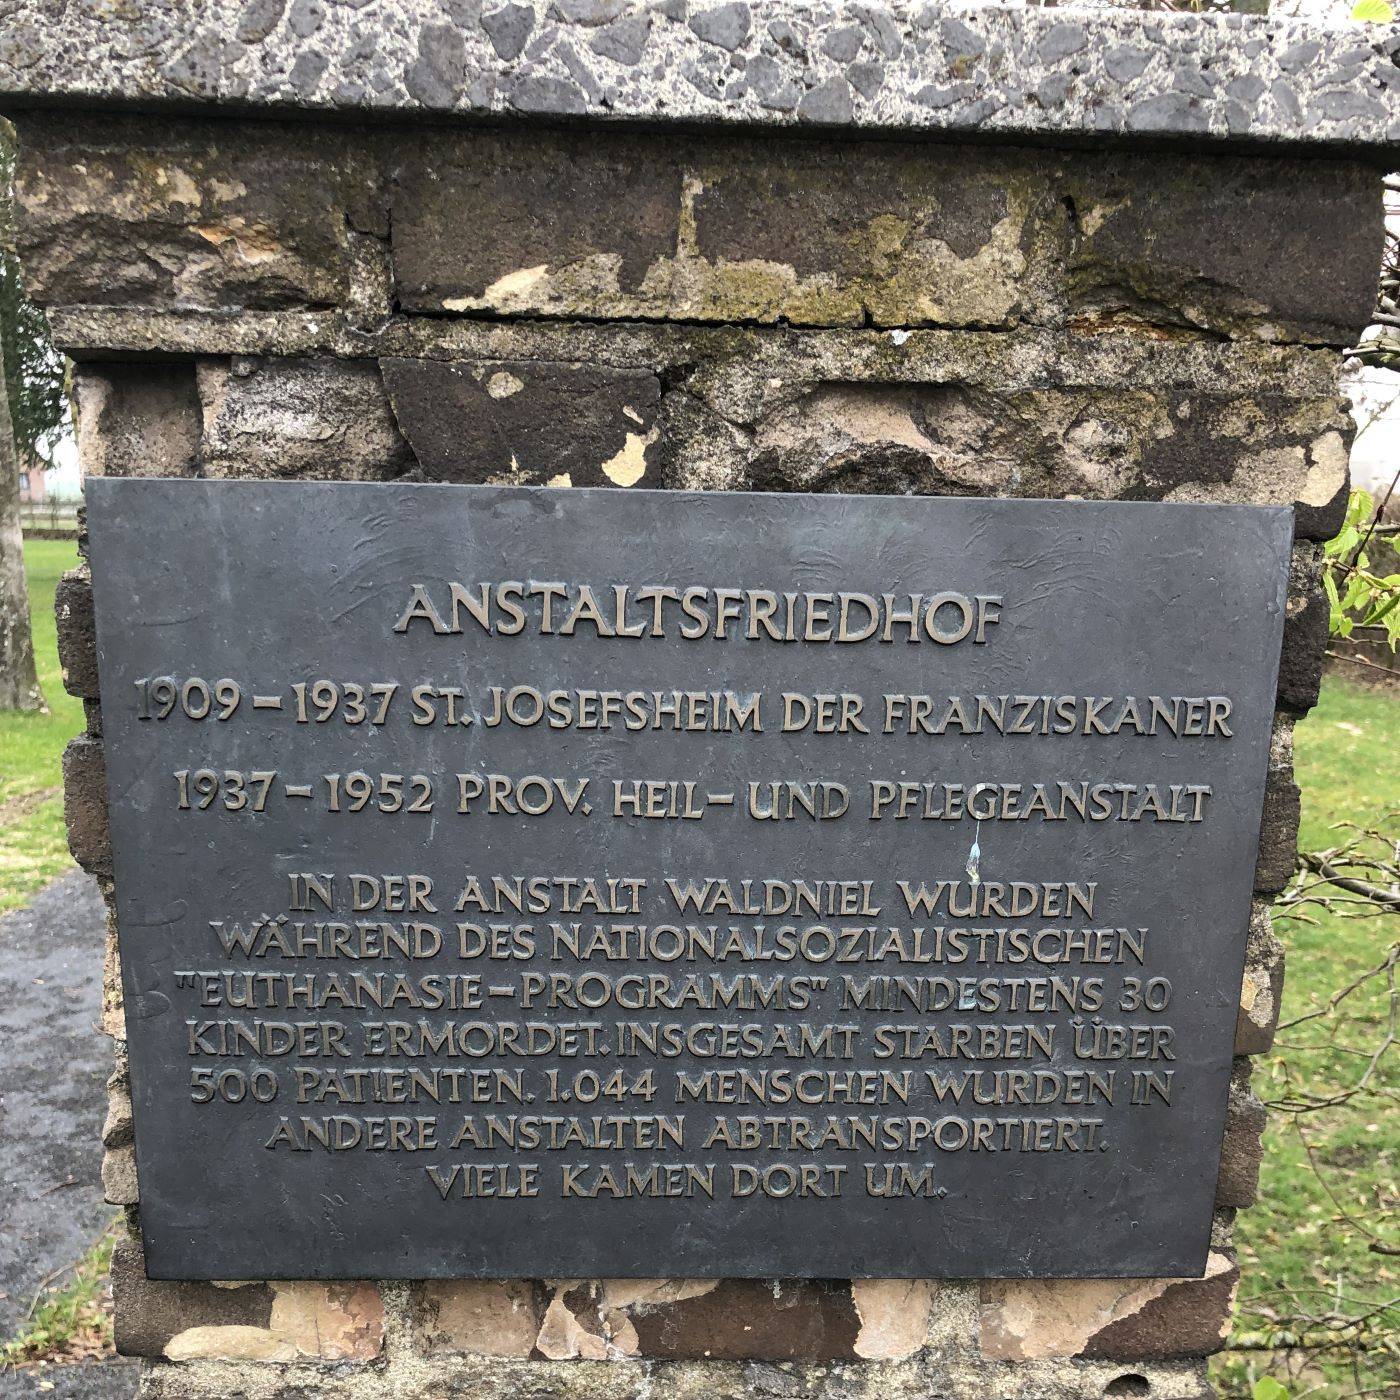 ANSTALTSFRIEDHOF
1909–1937 ST. JOSEFSHEIM DER FRANZISKANER
1937–1952 PROV. HEIL–UND PFLEGEANSTALT
IN DER ANSTALT WALDNIEL WURDEN
WÄHREND DES NATIONALSOZIALISTISCHEN
"EUTHANASIE–PROGRAMMS" MINDESTENS 30
KINDER ERMORDET. INSGESAMT STARBEN ÜBER
500 PATIENTEN. 1.044 MENSCHEN WURDEN IN
ANDERE ANSTALTEN ABTRANSPORTIERT.
VIELE KAMEN DORT UM.